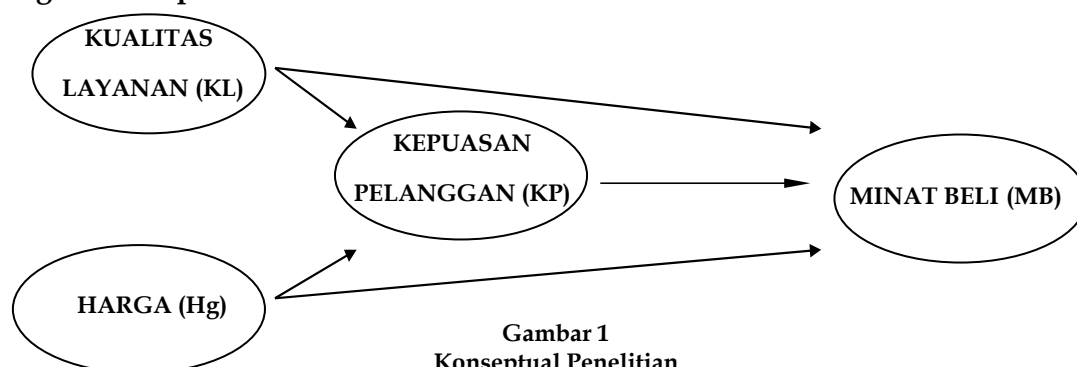 KUALITAS
LAYANAN (KL)
KEPUASAN
PELANGGAN (KP)
MINAT BELI (MB)
HARGA (Hg)
Gambar 1
Konseptual Penelitian